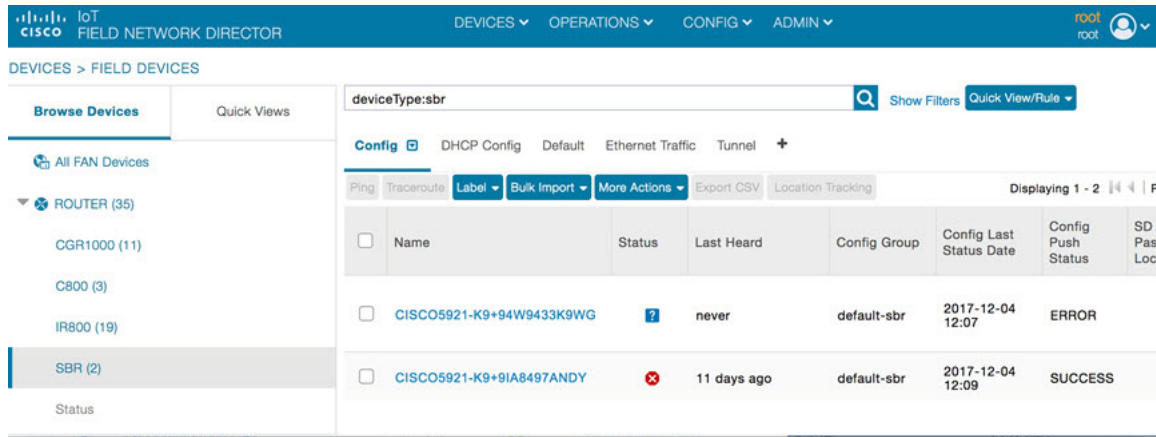 IoT
CISCO FIELD NETWORK DIRECTOR
DEVICES OPERATIONS CONFIG ADMIN
root
root
DEVICES > FIELD DEVICES
Browse Devices Quick Views
deviceType:sbr
Show Filters Quick View/Rule
Config DHCP Config Default Ethernet Traffic Tunnel +
All FAN Devices
Ping Traceroute Label Bulk Import More Actions Export CSV Location Tracking Displaying 1 - 2
ROUTER (35)
Name Status Last Heard Config Group Config Last Status Date Config Push Status SD
CGR1000 (11)
C800 (3)
IR800 (19)
SBR (2)
Status
CISCO5921-K9+94W9433K9WG ? never default-sbr 2017-12-04 12:07 ERROR
CISCO5921-K9+9IA8497ANDY 11 days ago default-sbr 2017-12-04 12:09 SUCCESS